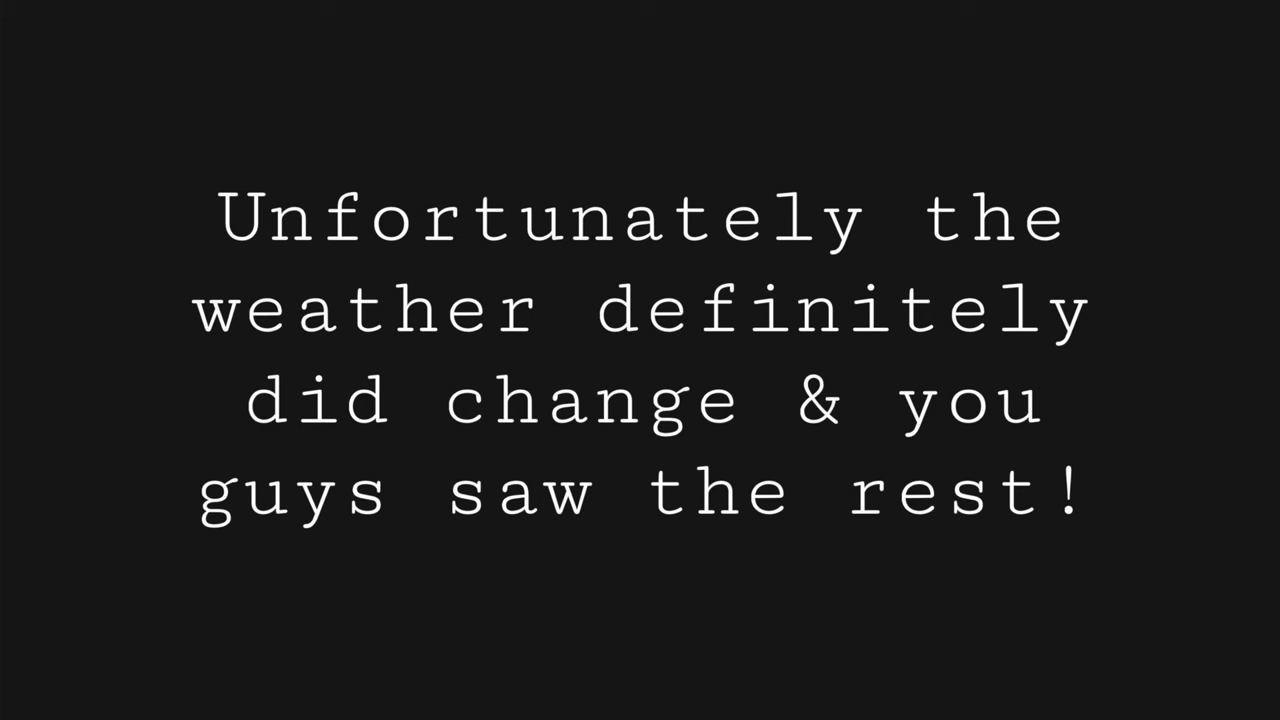 Unfortunately the
weather definitely
did change & you
guys saw the rest!